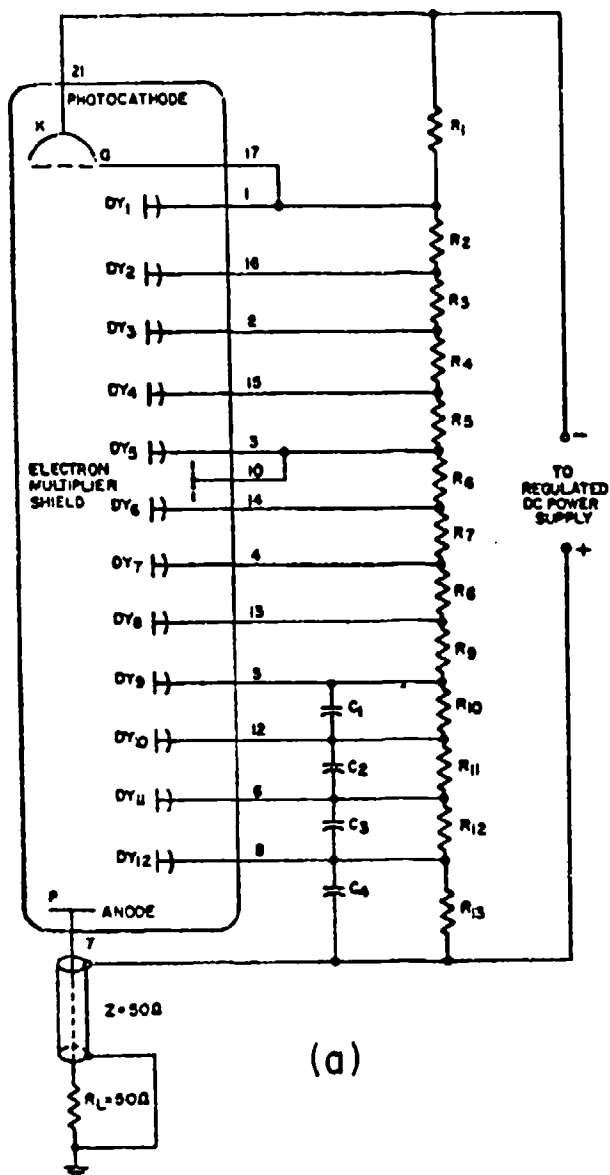 21
PHOTOCATHODE
K
G
17
R1
DY1
1
R2
DY2
16
R3
DY3
2
R4
DY4
15
R5
DY5
3
ELECTRON
MULTIPLIER
SHIELD
10
R6
DY6
14
R7
DY7
4
R8
DY8
13
R9
DY9
5
C1
R10
DY10
12
C2
R11
DY11
6
C3
R12
DY12
8
C4
R13
P
ANODE
7
-
TO
REGULATED
DC POWER
SUPPLY
+
Z=50Ω
RL=50Ω
(a)